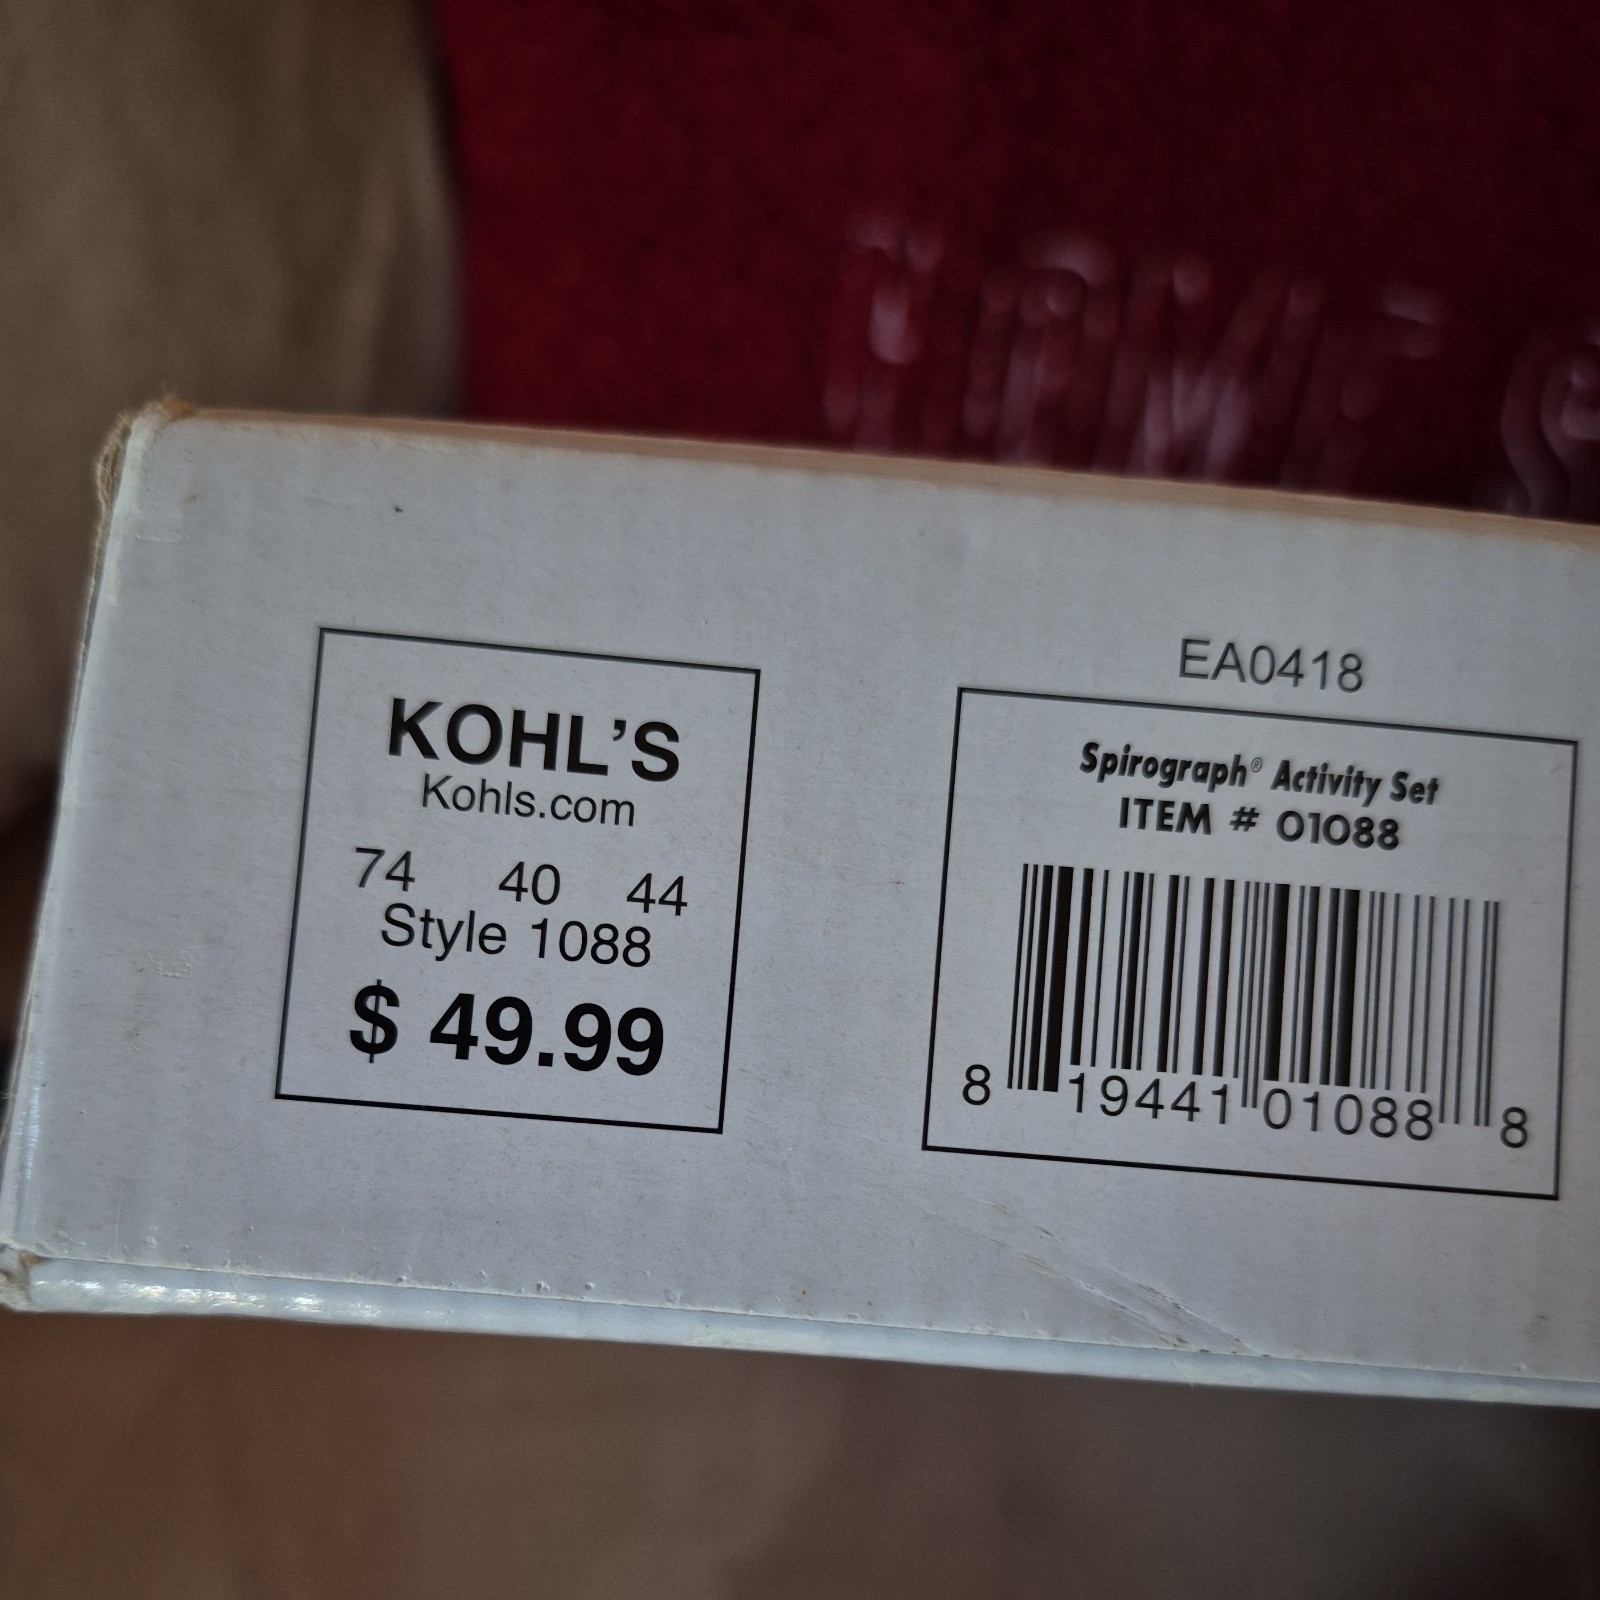 KOHL'S
Kohls.com
74 40 44
Style 1088
$ 49.99
EA0418
Spirograph® Activity Set
ITEM # 01088
8 19441 01088 8